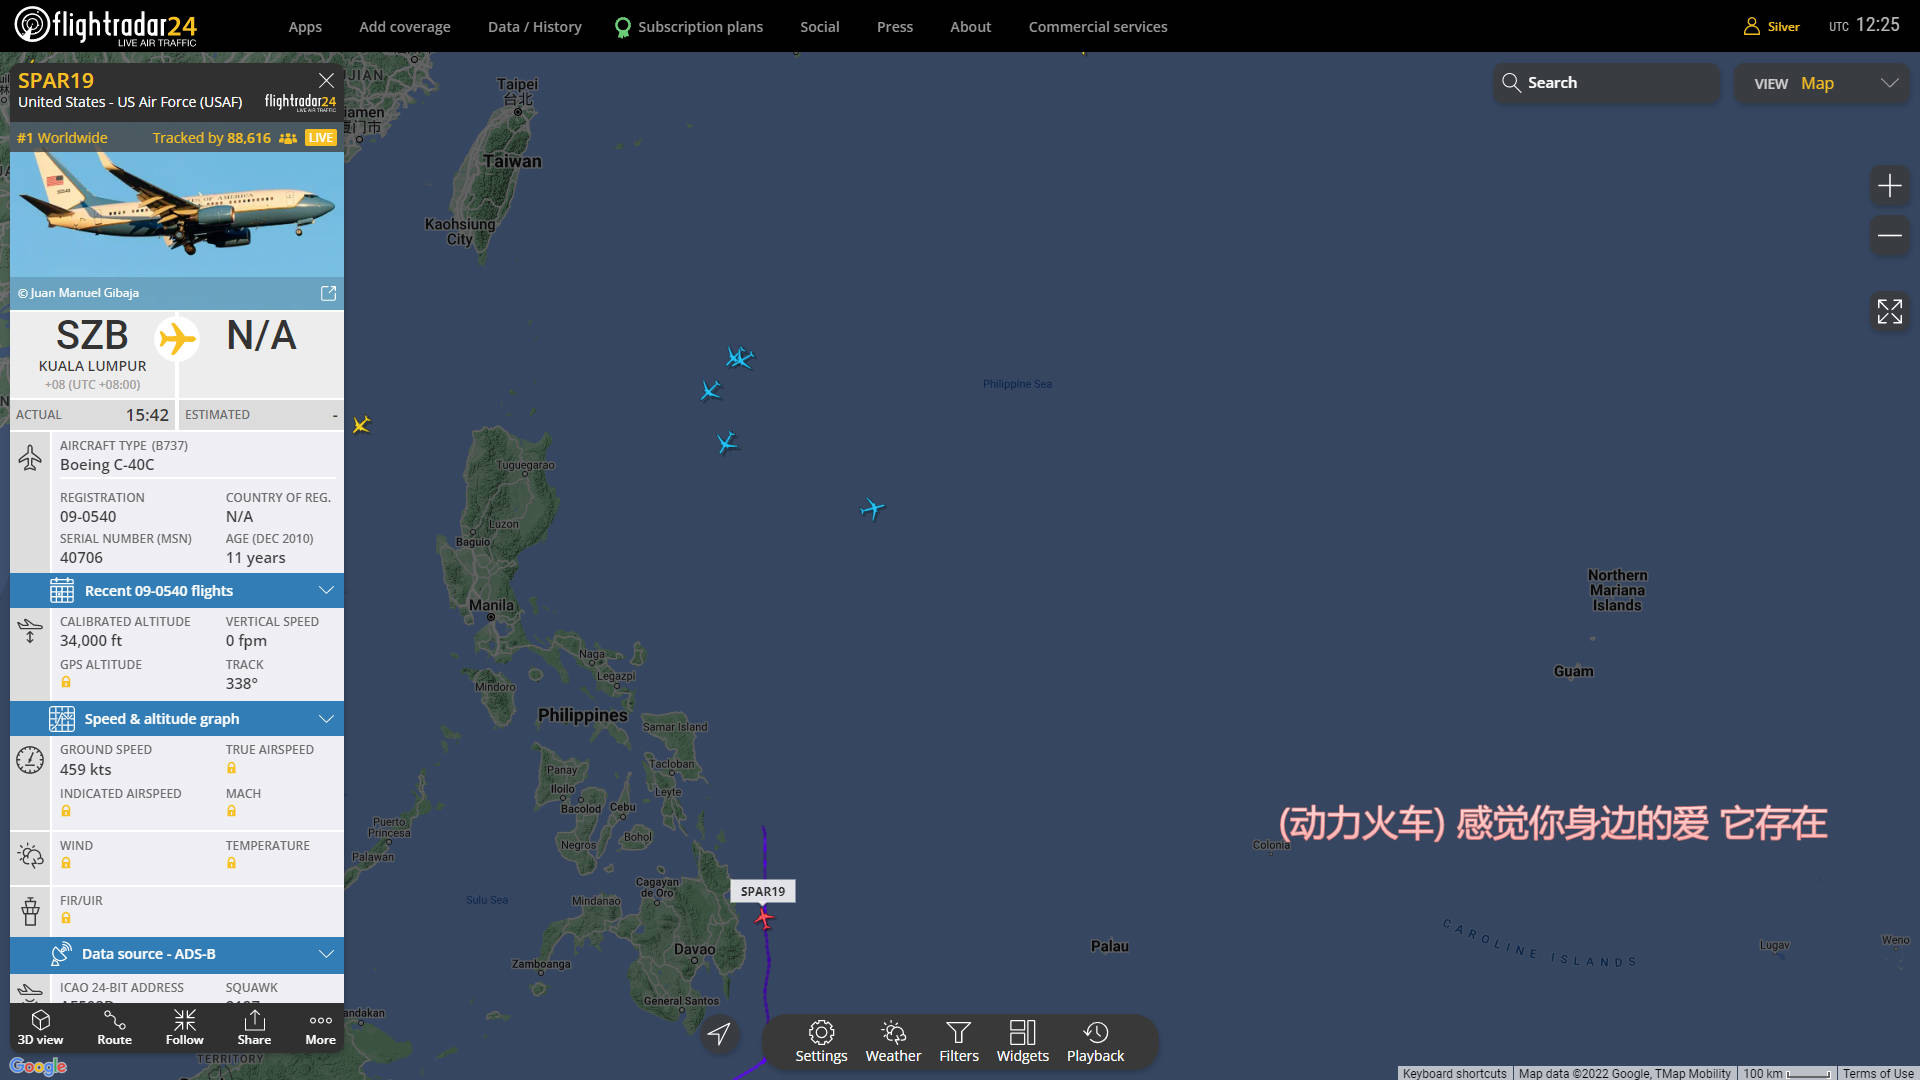 flightradar24
LIVE AIR TRAFFIC
Apps
Add coverage
Data / History
Subscription plans
Social
Press
About
Commercial services
Silver
UTC 12:25
SPAR19
United States - US Air Force (USAF)
flightradar24
LIVE AIR TRAFFIC
#1 Worldwide
Tracked by 88,616
LIVE
© Juan Manuel Gibaja
SZB
N/A
KUALA LUMPUR
+08 (UTC +08:00)
ACTUAL 15:42
ESTIMATED -
AIRCRAFT TYPE (B737)
Boeing C-40C
REGISTRATION
COUNTRY OF REG.
09-0540
N/A
SERIAL NUMBER (MSN)
AGE (DEC 2010)
40706
11 years
Recent 09-0540 flights
CALIBRATED ALTITUDE
VERTICAL SPEED
34,000 ft
0 fpm
GPS ALTITUDE
TRACK
338°
Speed & altitude graph
GROUND SPEED
TRUE AIRSPEED
459 kts
INDICATED AIRSPEED
MACH
WIND
TEMPERATURE
FIR/UIR
Data source - ADS-B
ICAO 24-BIT ADDRESS
SQUAWK
3D view
Route
Follow
Share
More
Google
Search
VIEW Map
Taipei
台北
Taiwan
Kaohsiung
City
Philippine Sea
Tuguegarao
Luzon
Baguio
Manila
Naga
Legazpi
Mindoro
Philippines
Samar Island
Tacloban
Panay
Iloilo
Leyte
Bacolod
Cebu
Puerto
Princesa
Bohol
Negros
Palawan
Cagayan
de Oro
Sulu Sea
Mindanao
SPAR19
Davao
Zamboanga
General Santos
Northern
Mariana
Islands
Guam
(动力火车) 感觉你身边的爱 它存在
Colonia
Palau
CAROLINE ISLANDS
Lugav
Weno
TERRITORY
Settings
Weather
Filters
Widgets
Playback
Keyboard shortcuts
Map data ©2022 Google, TMap Mobility
100 km
Terms of Use